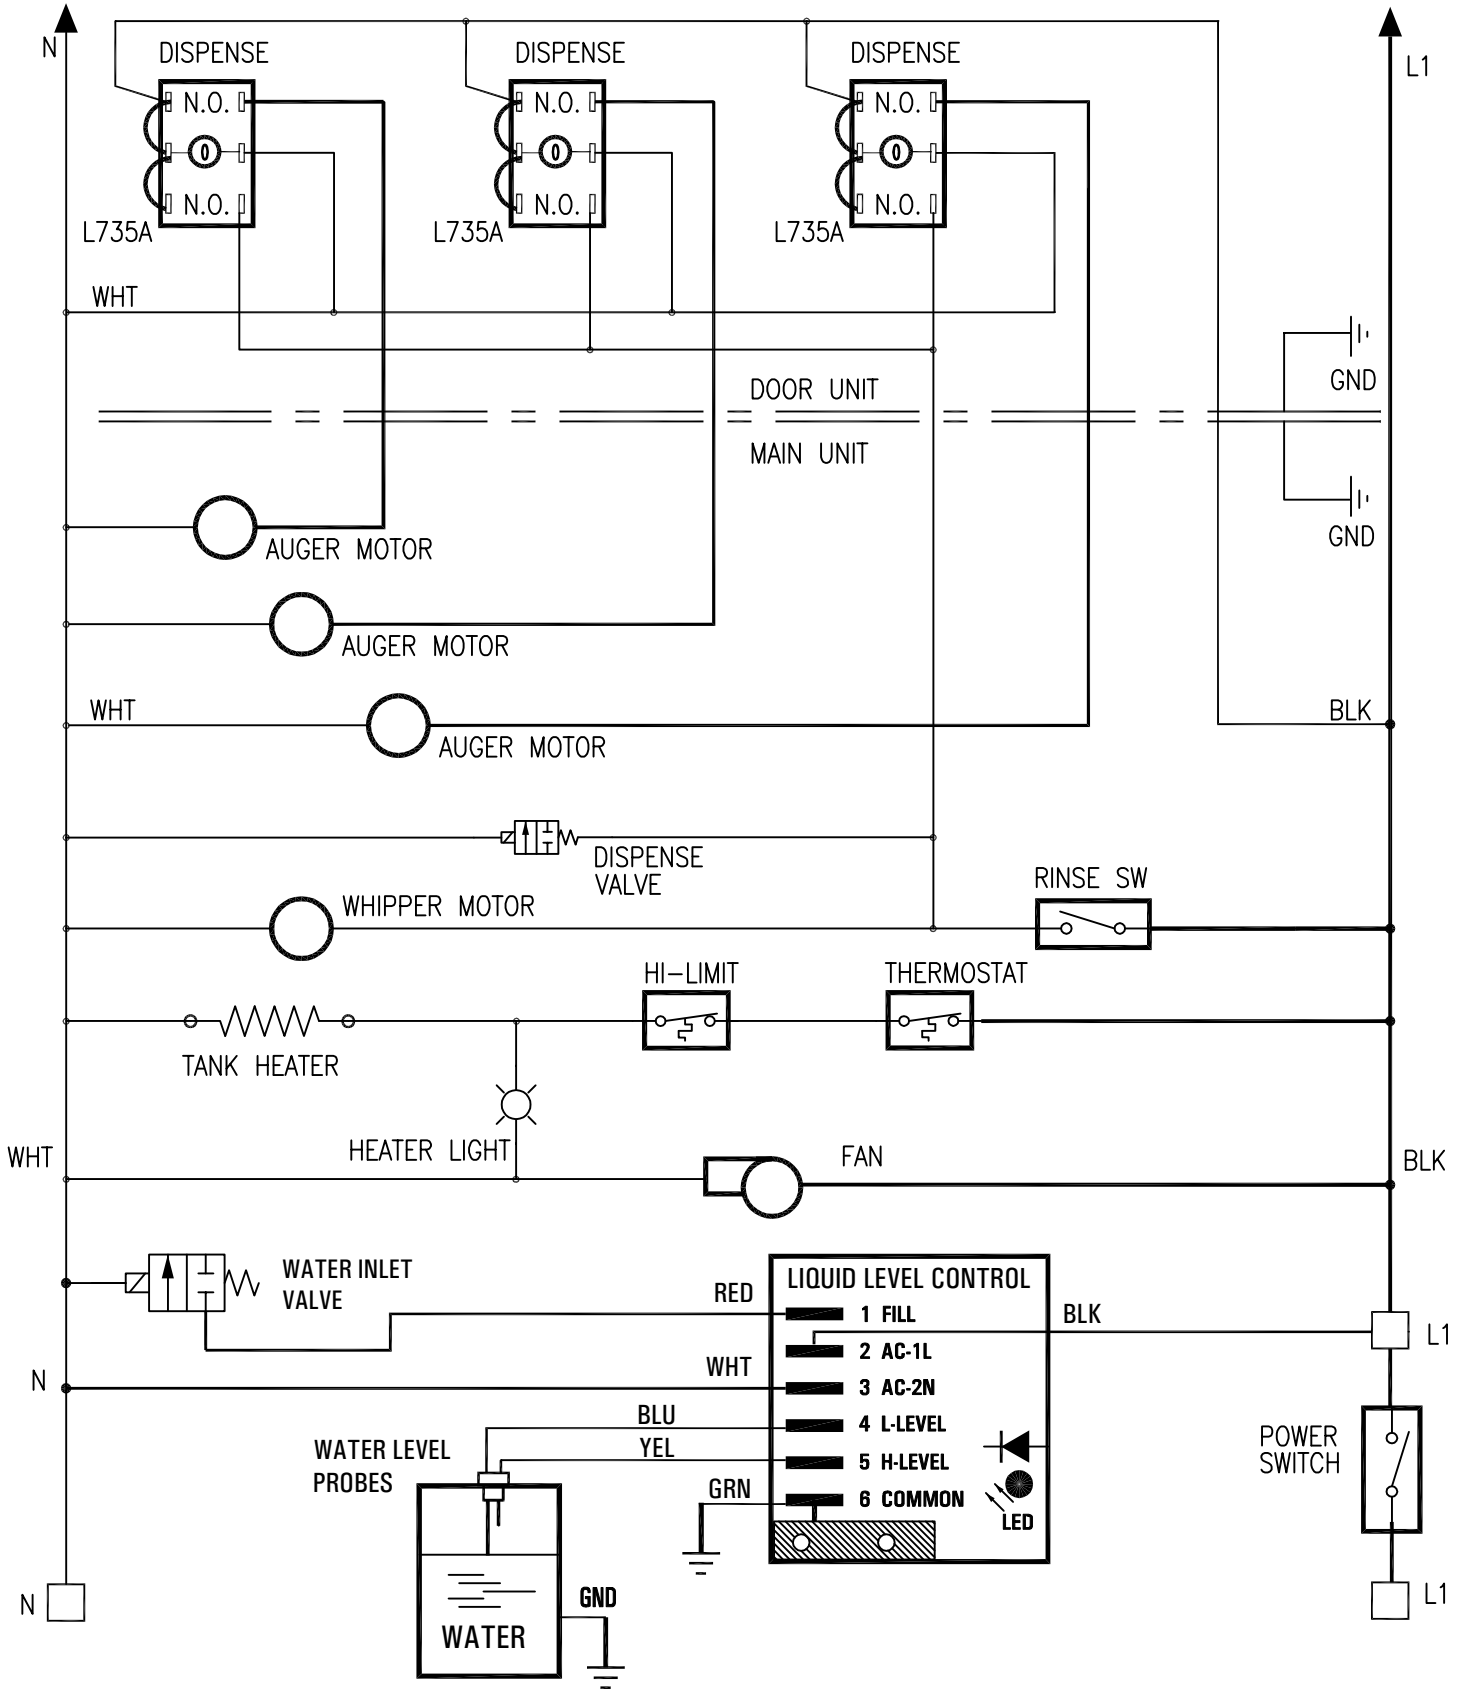 N
L1
DISPENSE
DISPENSE
DISPENSE
N.O.
N.O.
N.O.
0
0
0
N.O.
N.O.
N.O.
L735A
L735A
L735A
WHT
GND
DOOR UNIT
MAIN UNIT
GND
AUGER MOTOR
AUGER MOTOR
WHT
BLK
AUGER MOTOR
DISPENSE
VALVE
RINSE SW
WHIPPER MOTOR
HI-LIMIT
THERMOSTAT
TANK HEATER
HEATER LIGHT
WHT
FAN
BLK
WATER INLET
VALVE
LIQUID LEVEL CONTROL
RED
1 FILL
BLK
L1
2 AC-1L
WHT
3 AC-2N
N
BLU
4 L-LEVEL
YEL
5 H-LEVEL
WATER LEVEL
PROBES
POWER
SWITCH
GRN
6 COMMON
LED
GND
N
L1
WATER